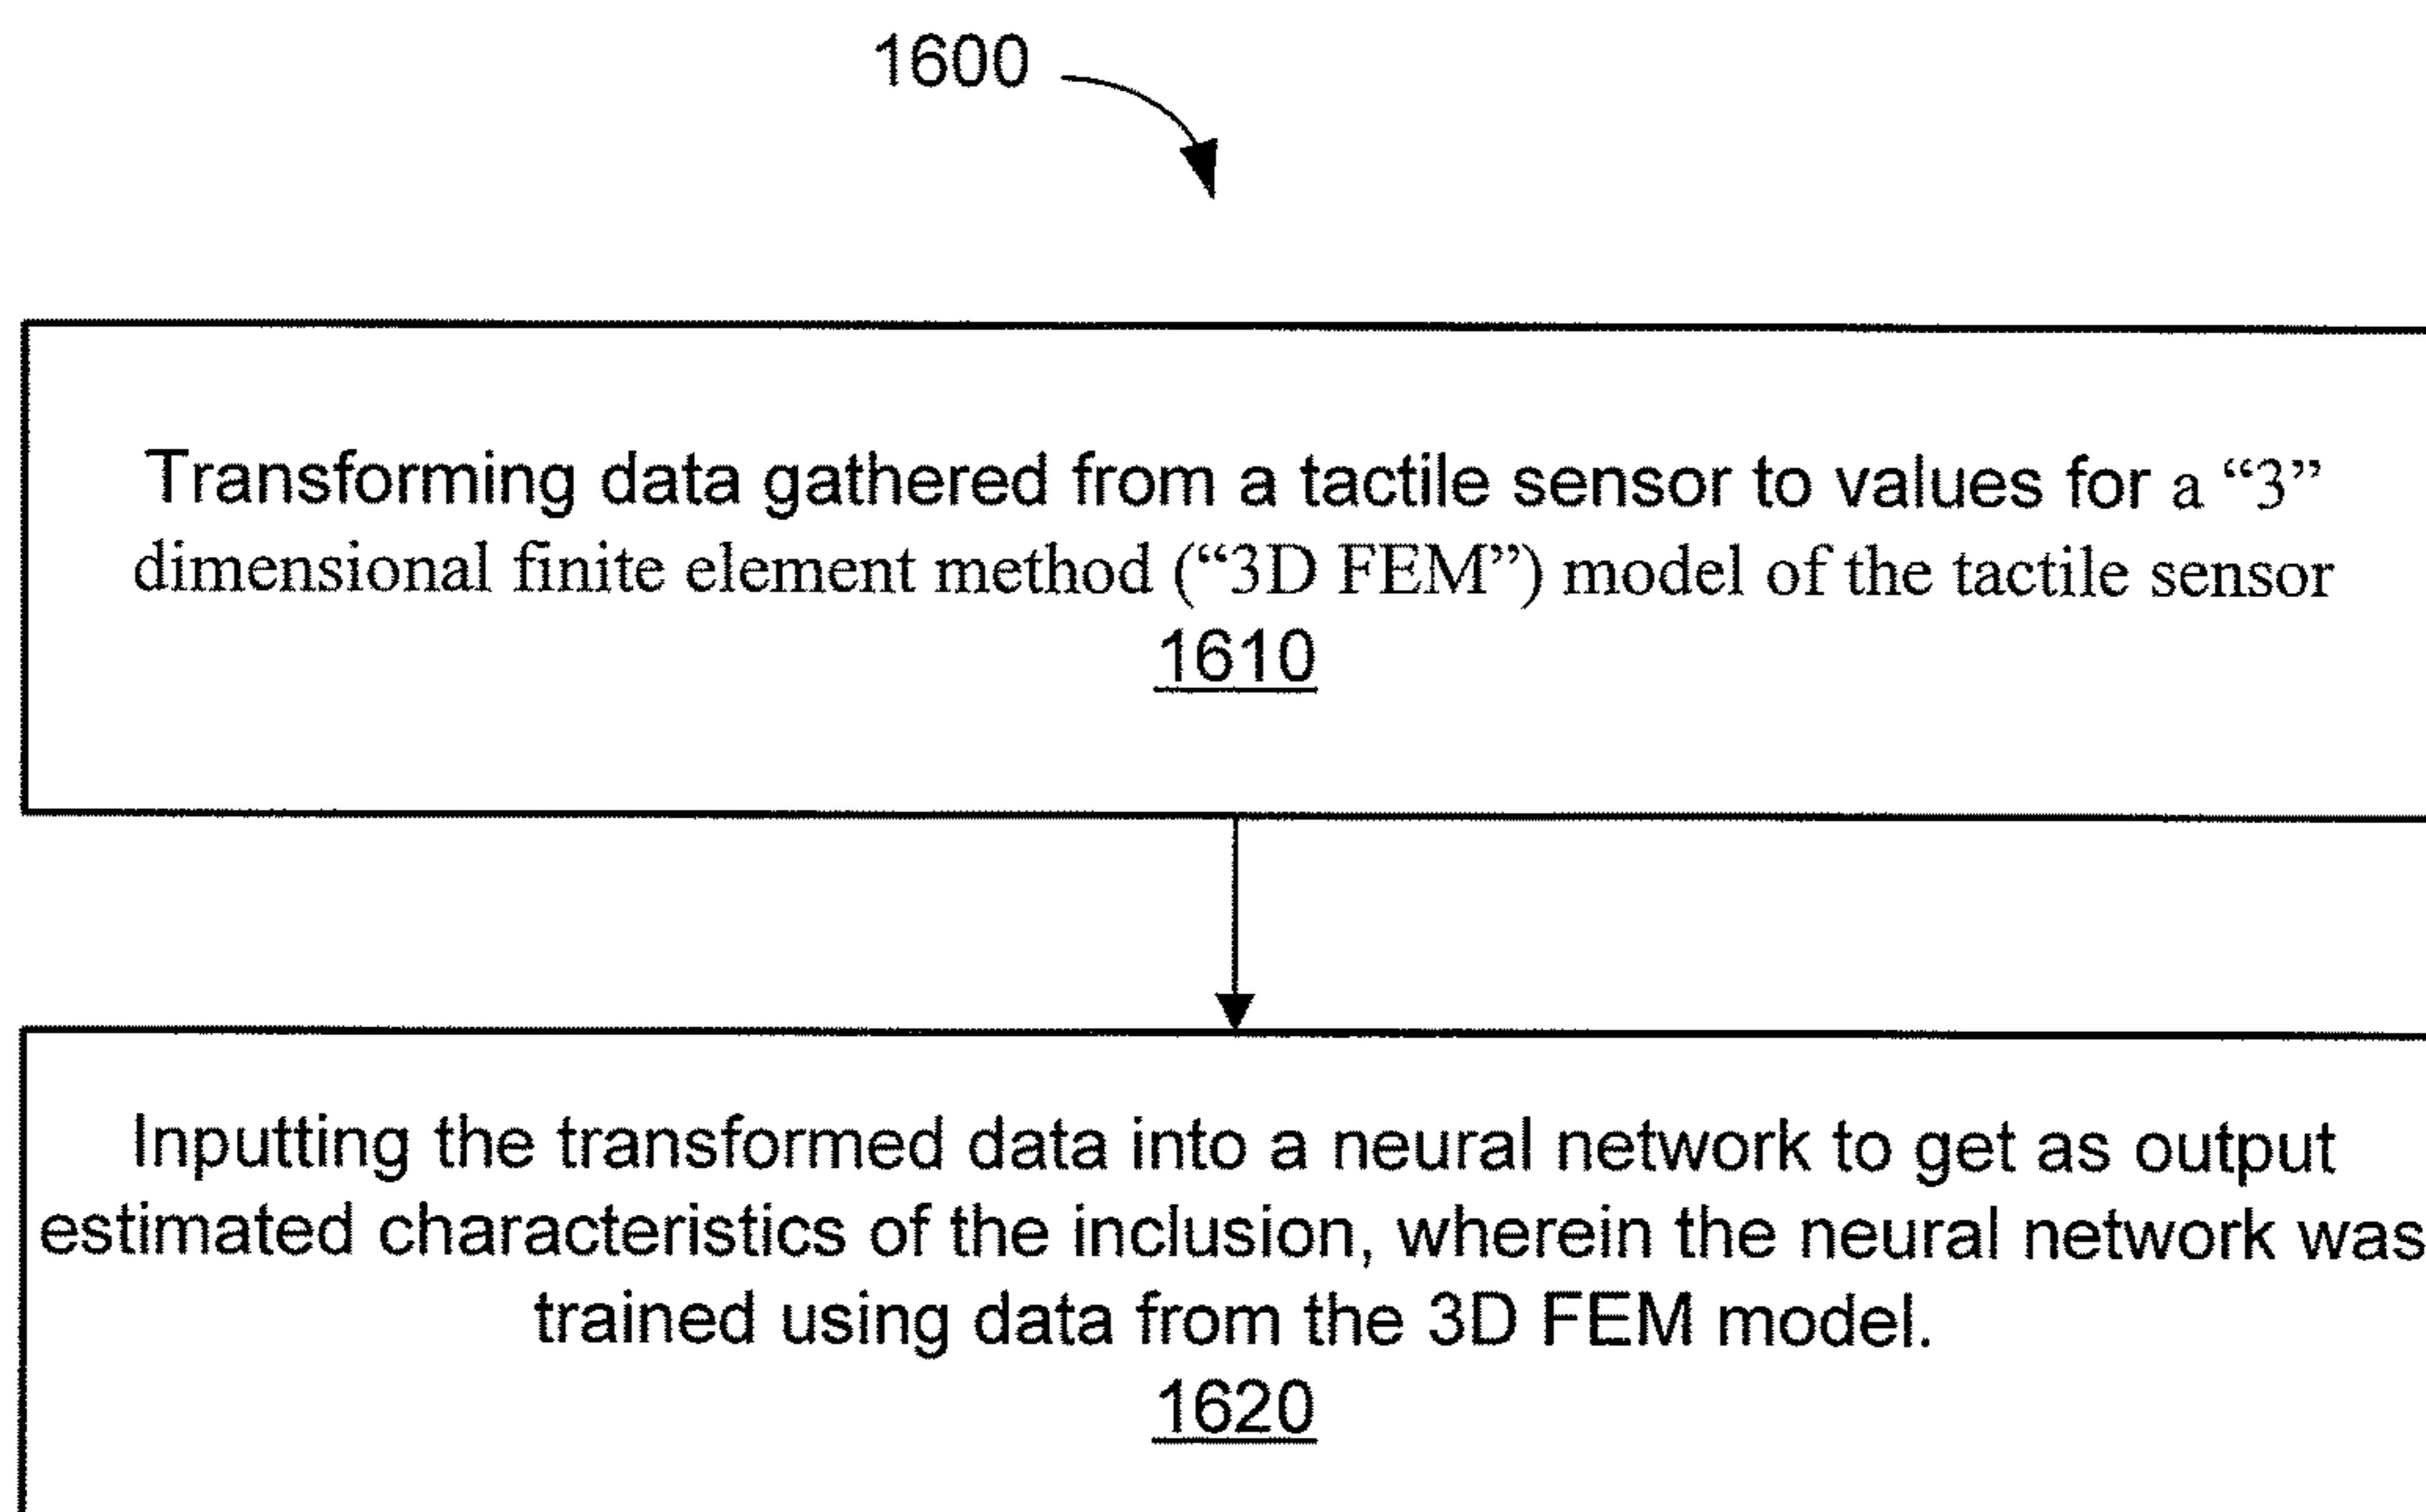 1600
Transforming data gathered from a tactile sensor to values for a “3”
dimensional finite element method (“3D FEM”) model of the tactile sensor
1610
Inputting the transformed data into a neural network to get as output
estimated characteristics of the inclusion, wherein the neural network was
trained using data from the 3D FEM model.
1620